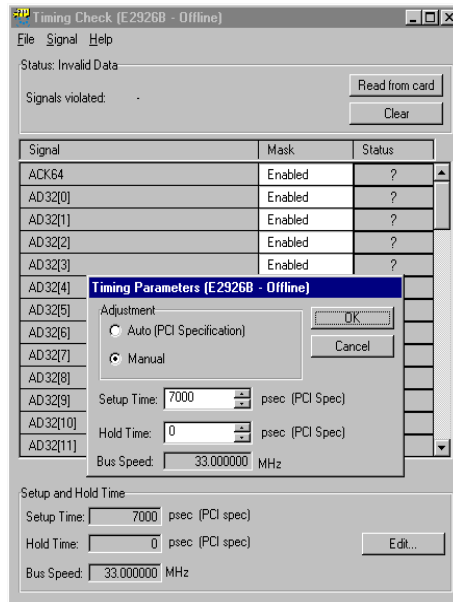 Timing Check (E2926B - Offline)
File Signal Help
Status: Invalid Data
Read from card
Signals violated: -
Clear
Signal Mask Status
ACK64 Enabled ?
AD32[0] Enabled ?
AD32[1] Enabled ?
AD32[2] Enabled ?
AD32[3] Enabled ?
AD32[4]
AD32[5]
AD32[6]
AD32[7]
AD32[8]
AD32[9]
AD32[10]
AD32[11]
Timing Parameters (E2926B - Offline)
Adjustment
OK
Auto (PCI Specification)
Cancel
Manual
Setup Time: 7000 psec (PCI Spec)
Hold Time: 0 psec (PCI Spec)
Bus Speed: 33.000000 MHz
Setup and Hold Time
Setup Time: 7000 psec (PCI spec)
Hold Time: 0 psec (PCI spec)
Edit...
Bus Speed: 33.000000 MHz